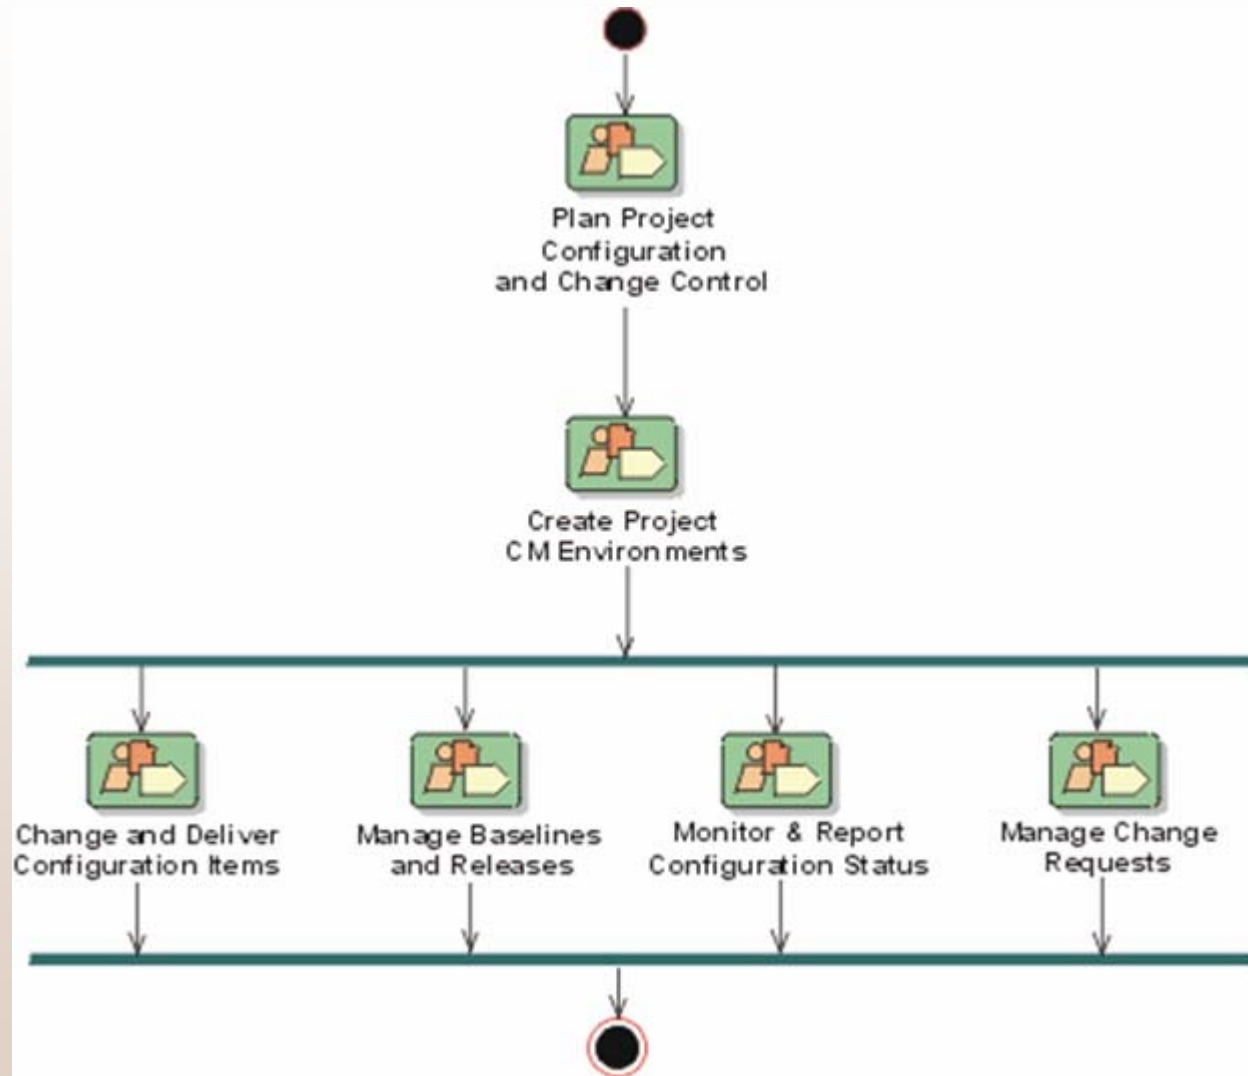 Plan Project
Configuration
and Change Control
Create Project
CM Environments
Change and Deliver
Configuration Items
Manage Baselines
and Releases
Monitor & Report
Configuration Status
Manage Change
Requests